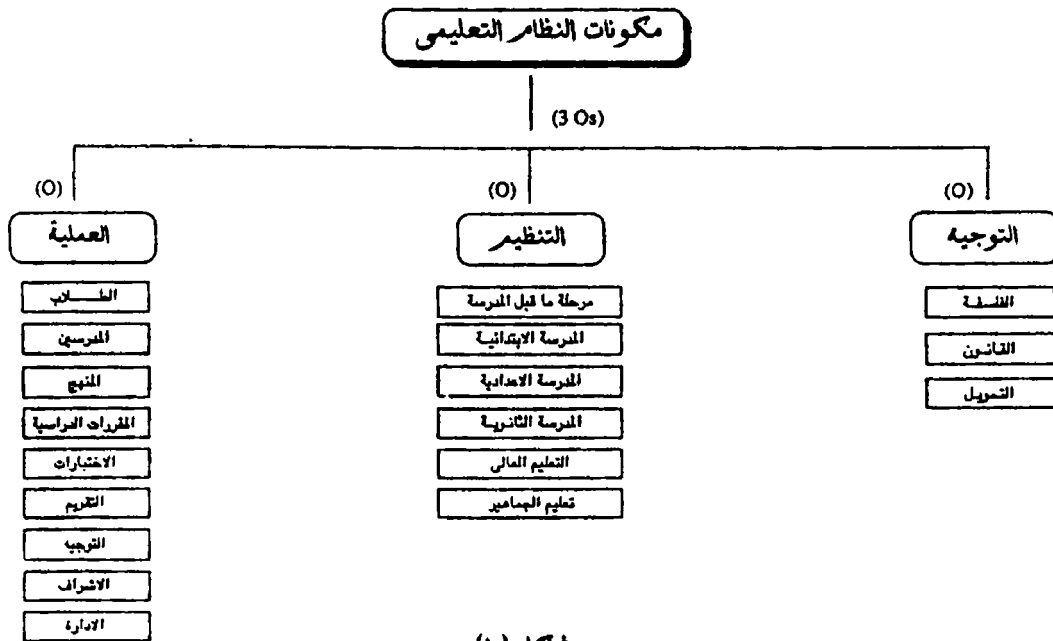 مكونات النظام التعليمى
(3 Os)
(O)
(O)
(O)
التوجيه
الفلسفة
القانون
التمويل
التنظيم
مرحلة ما قبل المدرسة
المدرسة الابتدائية
المدرسة الاعدادية
المدرسة الثانوية
التعليم العالى
تعليم الجماهير
العملية
الطـــلاب
المدرسين
المنهج
المقررات الدراسية
الاختبارات
التقويم
التوجيه
الاشراف
الادارة